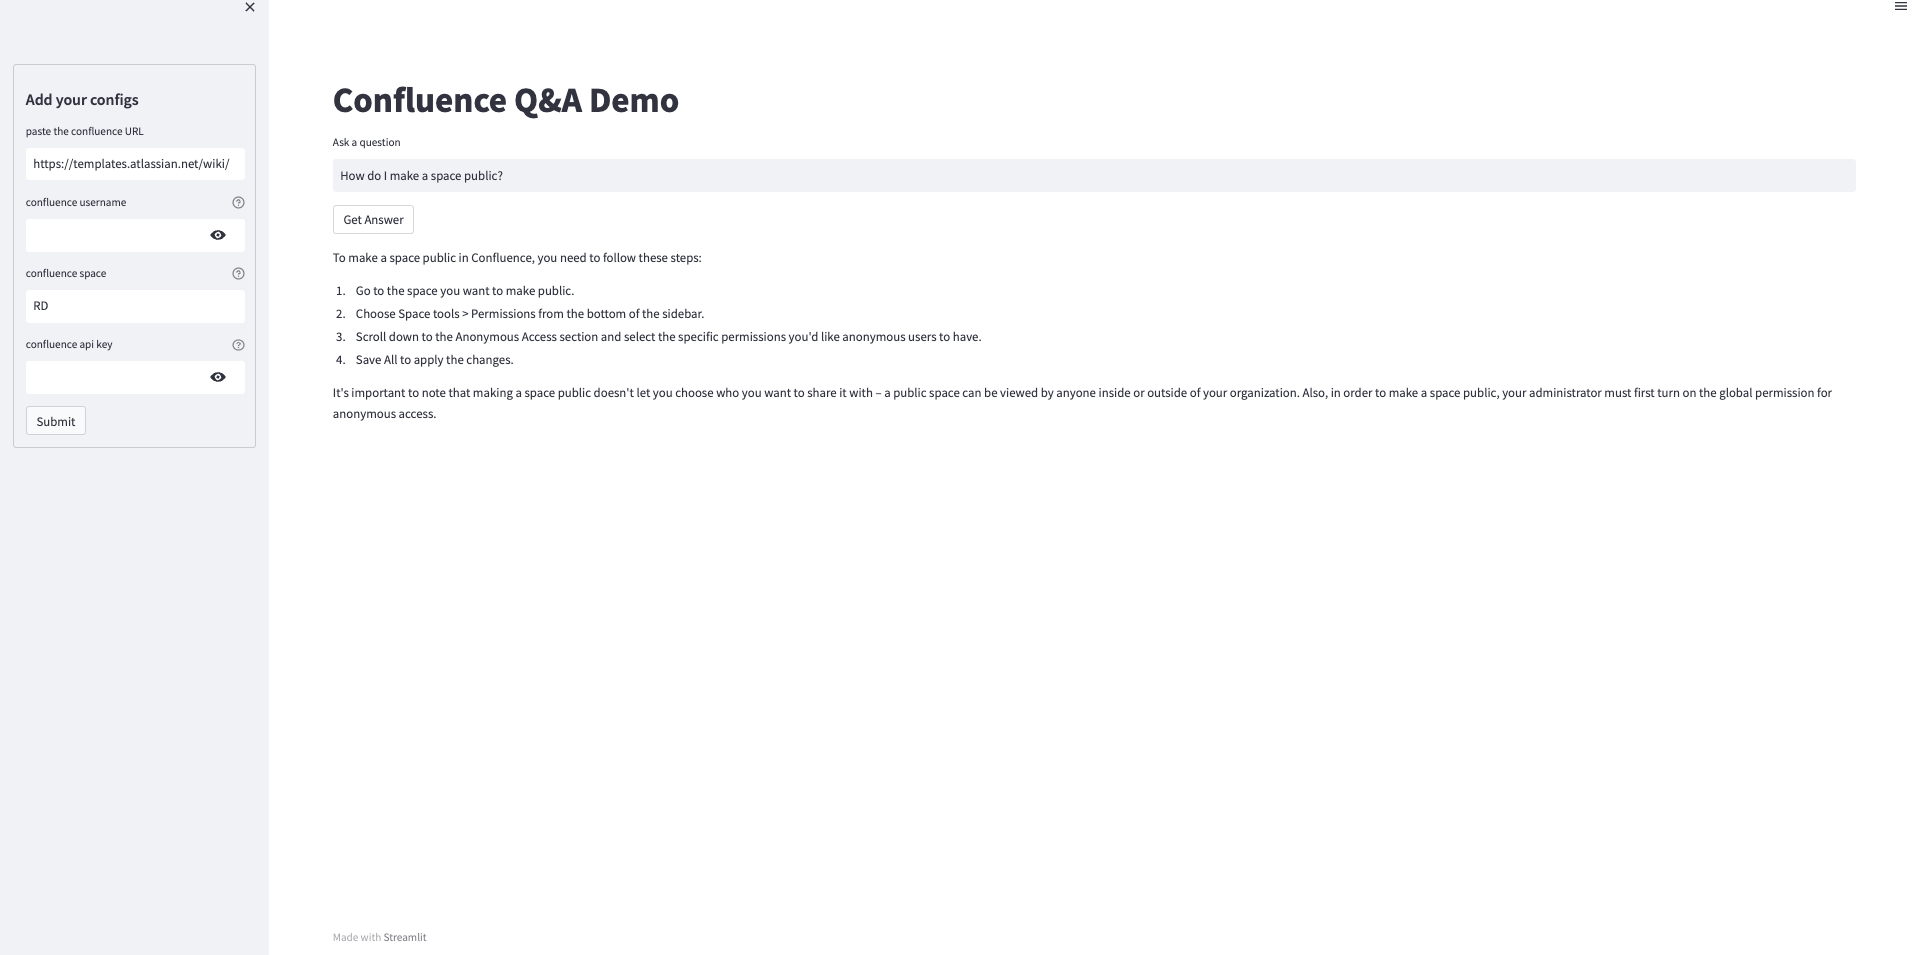 Add your configs
paste the confluence URL
https://templates.atlassian.net/wiki/
confluence username
confluence space
RD
confluence api key
Submit
Confluence Q&A Demo
Ask a question
How do I make a space public?
Get Answer
To make a space public in Confluence, you need to follow these steps:
1. Go to the space you want to make public.
2. Choose Space tools > Permissions from the bottom of the sidebar.
3. Scroll down to the Anonymous Access section and select the specific permissions you'd like anonymous users to have.
4. Save All to apply the changes.
It's important to note that making a space public doesn't let you choose who you want to share it with – a public space can be viewed by anyone inside or outside of your organization. Also, in order to make a space public, your administrator must first turn on the global permission for
anonymous access.
Made with Streamlit